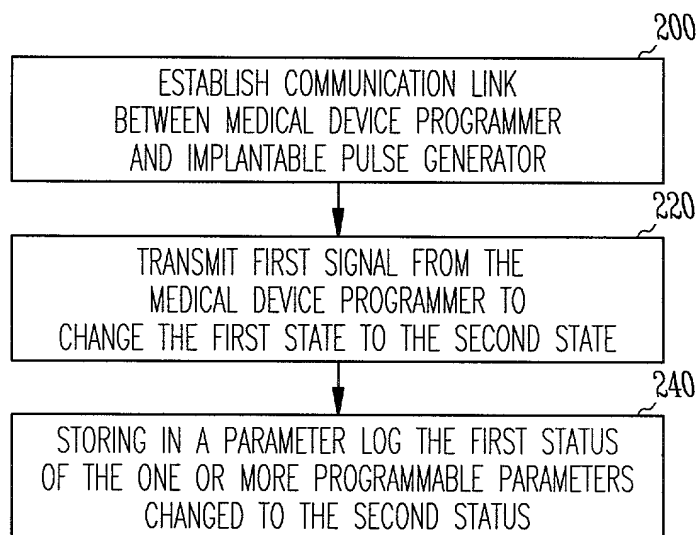 200
ESTABLISH COMMUNICATION LINK
BETWEEN MEDICAL DEVICE PROGRAMMER
AND IMPLANTABLE PULSE GENERATOR
220
TRANSMIT FIRST SIGNAL FROM THE
MEDICAL DEVICE PROGRAMMER TO
CHANGE THE FIRST STATE TO THE SECOND STATE
240
STORING IN A PARAMETER LOG THE FIRST STATUS
OF THE ONE OR MORE PROGRAMMABLE PARAMETERS
CHANGED TO THE SECOND STATUS